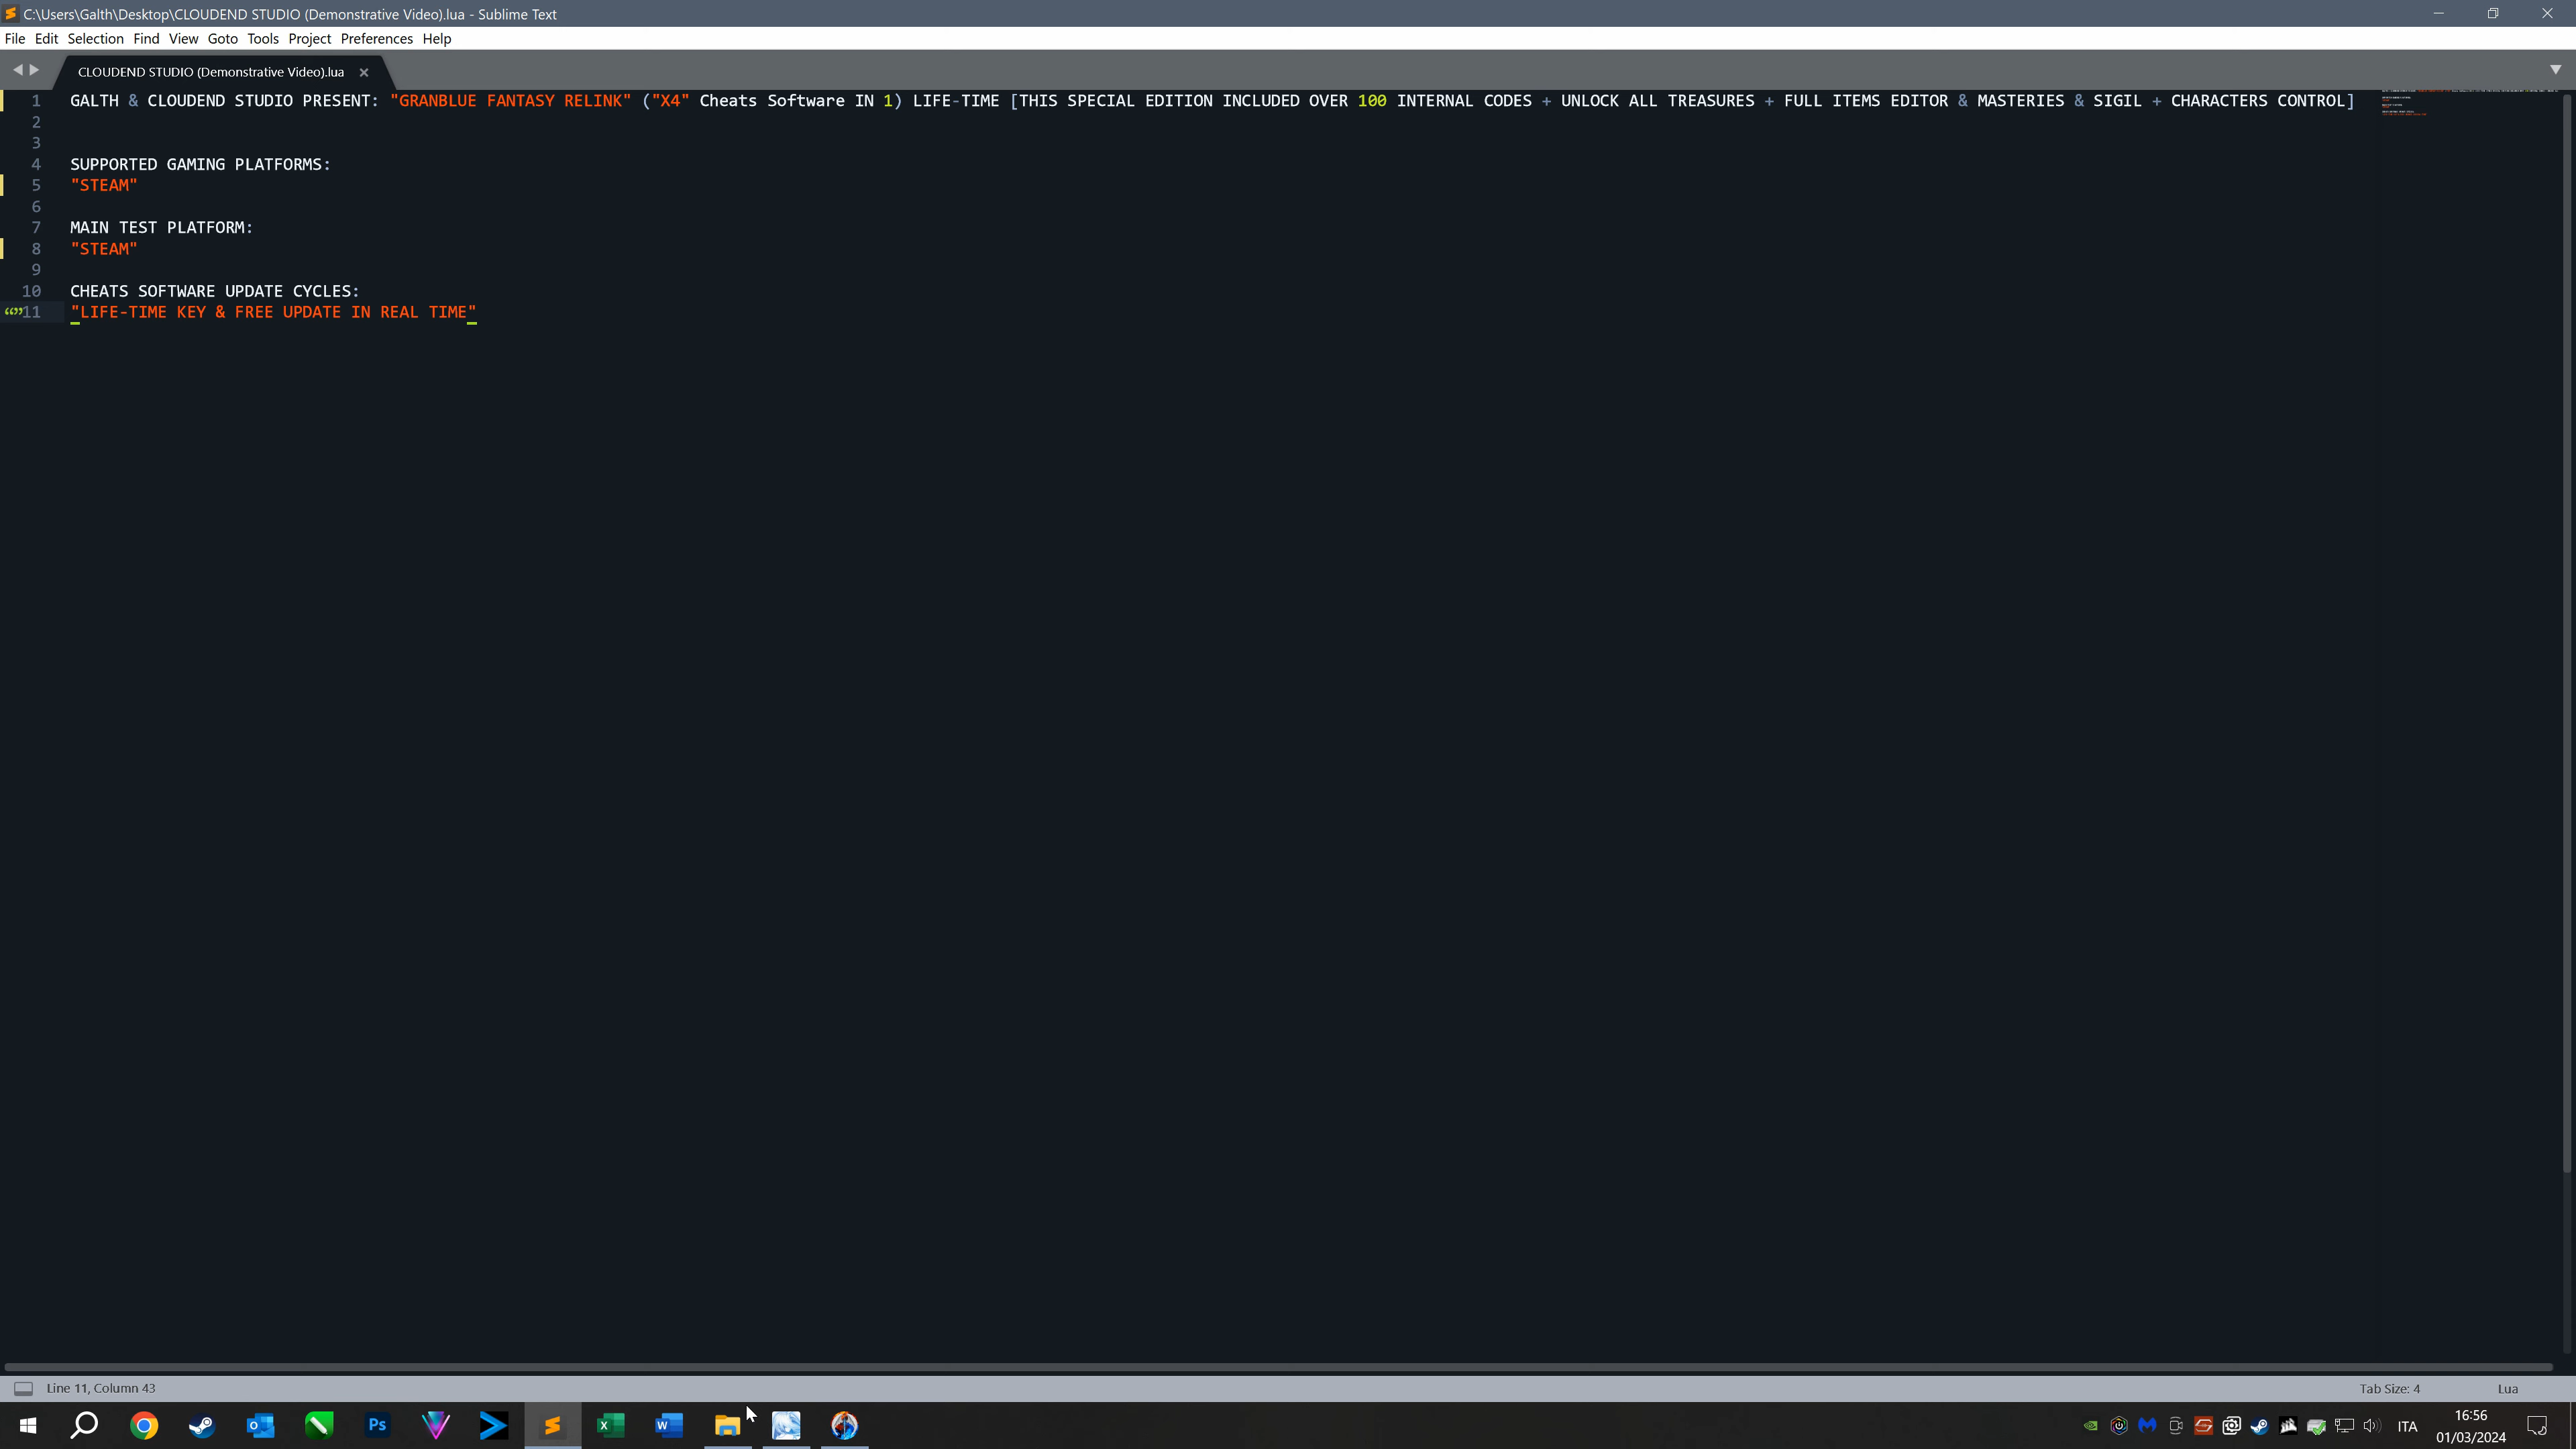 C:\Users\Galth\Desktop\CLOUDEND STUDIO (Demonstrative Video).lua - Sublime Text
File Edit Selection Find View Goto Tools Project Preferences Help
CLOUDEND STUDIO (Demonstrative Video).lua
1 GALTH & CLOUDEND STUDIO PRESENT: "GRANBLUE FANTASY RELINK" ("X4" Cheats Software IN 1) LIFE-TIME [THIS SPECIAL EDITION INCLUDED OVER 100 INTERNAL CODES + UNLOCK ALL TREASURES + FULL ITEMS EDITOR & MASTERIES & SIGIL + CHARACTERS CONTROL]
2
3
4 SUPPORTED GAMING PLATFORMS:
5 "STEAM"
6
7 MAIN TEST PLATFORM:
8 "STEAM"
9
10 CHEATS SOFTWARE UPDATE CYCLES:
11 "LIFE-TIME KEY & FREE UPDATE IN REAL TIME"
Line 11, Column 43
Tab Size: 4
Lua
Ps
ITA
16:56
01/03/2024